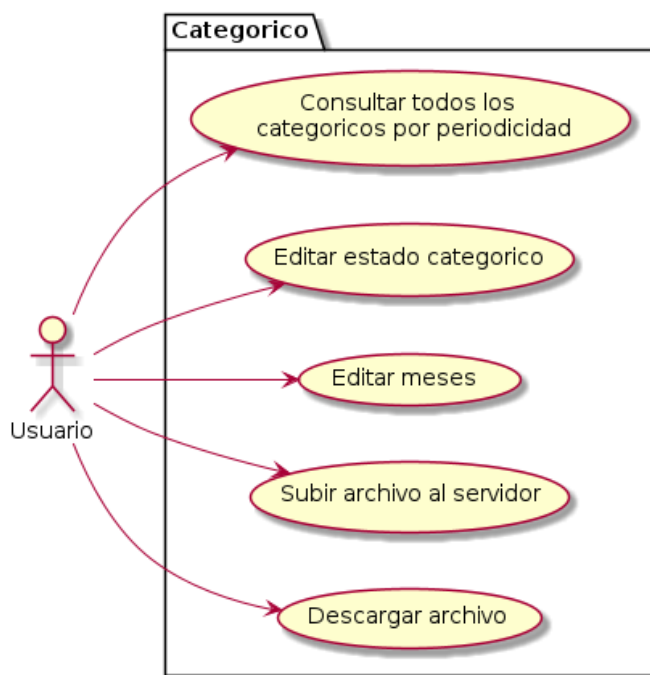 Categorico
Consultar todos los
categoricos por periodicidad
Editar estado categorico
Editar meses
Usuario
Subir archivo al servidor
Descargar archivo